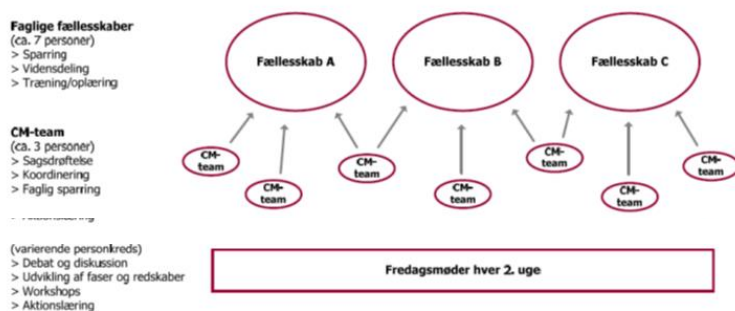 Faglige fællesskaber
(ca. 7 personer)
> Sparring
> Vidensdeling
> Træning/oplæring
Fællesskab A
Fællesskab B
Fællesskab C
CM-team
(ca. 3 personer)
> Sagsdrøftelse
> Koordinering
> Faglig sparring
CM-
team
CM-
team
CM-
team
CM-
team
CM-
team
CM-
team
CM-
team
> Aktionslæring
(varierende personkreds)
> Debat og diskussion
> Udvikling af faser og redskaber
> Workshops
> Aktionslæring
Fredagsmøder hver 2. uge